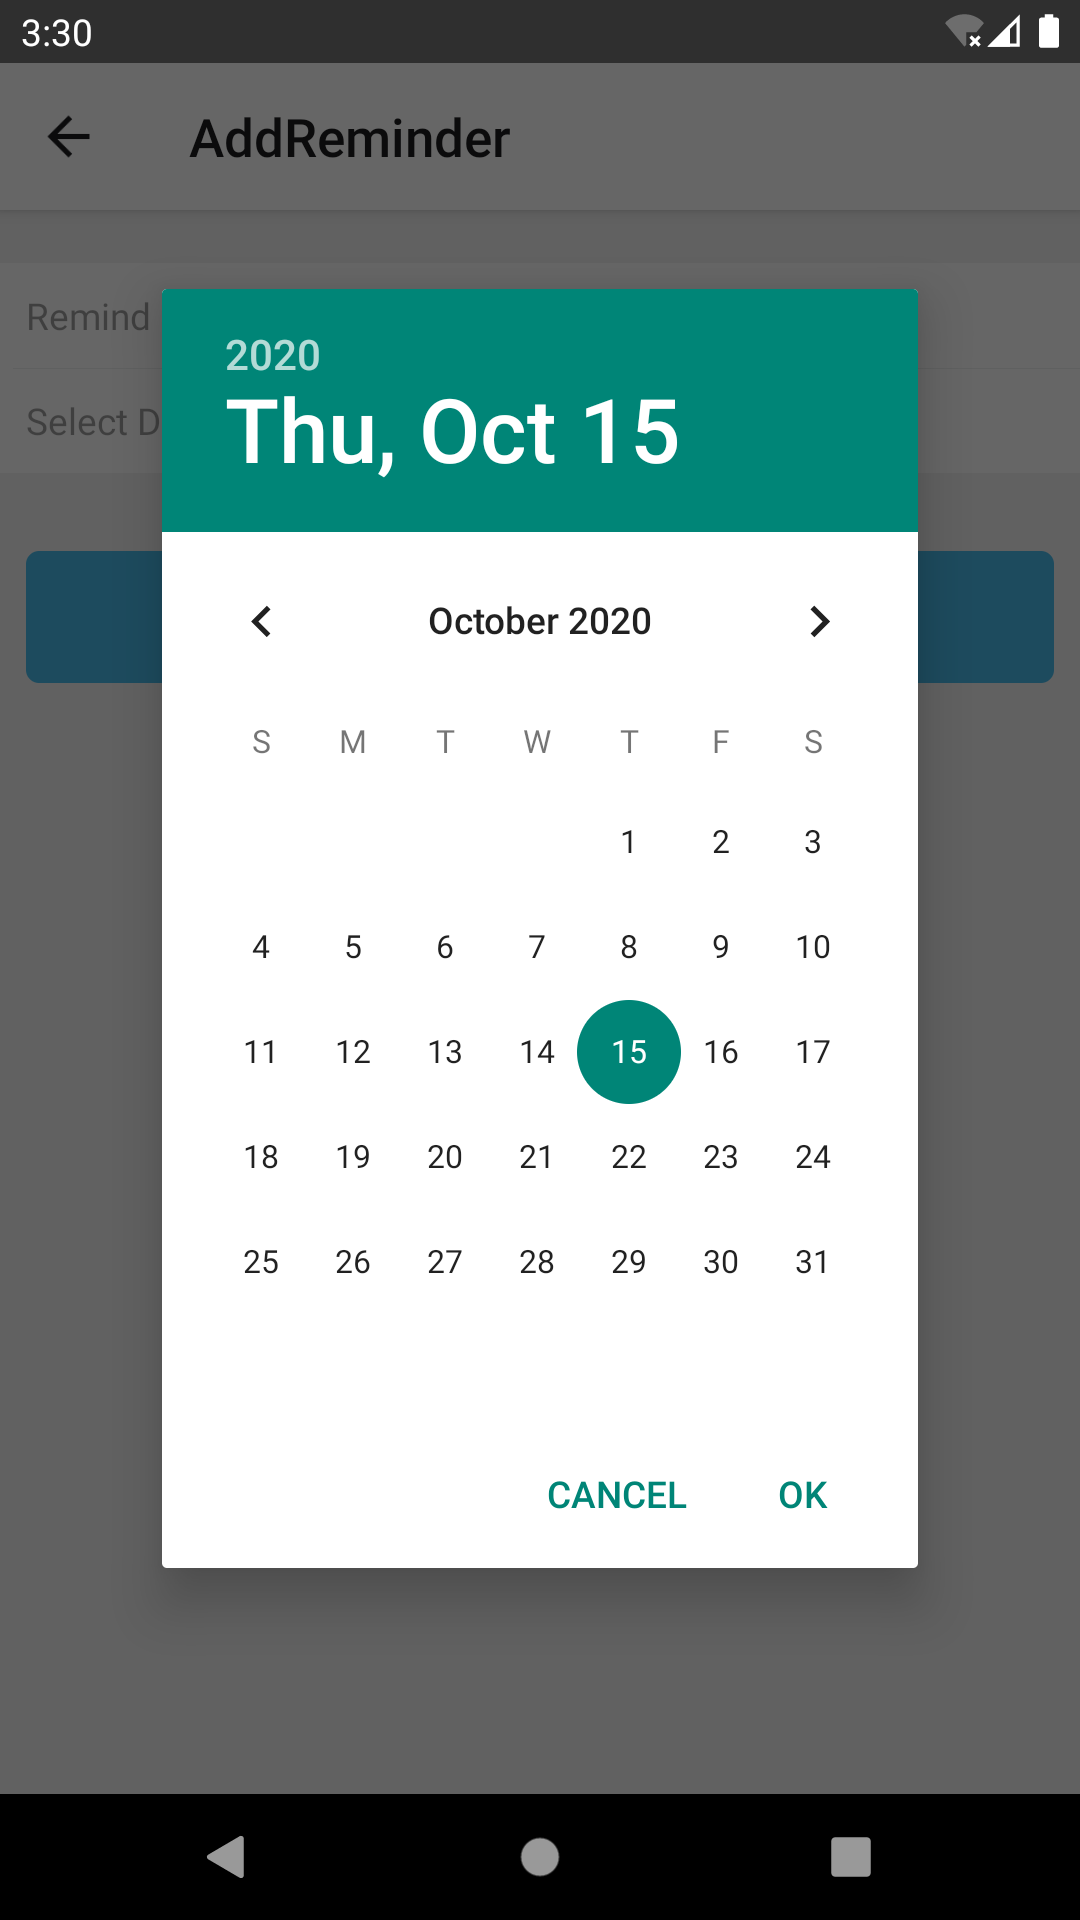 3:30
AddReminder
Remind
Select D
2020
Thu, Oct 15
October 2020
S M T W T F S
1 2 3
4 5 6 7 8 9 10
11 12 13 14 15 16 17
18 19 20 21 22 23 24
25 26 27 28 29 30 31
CANCEL OK